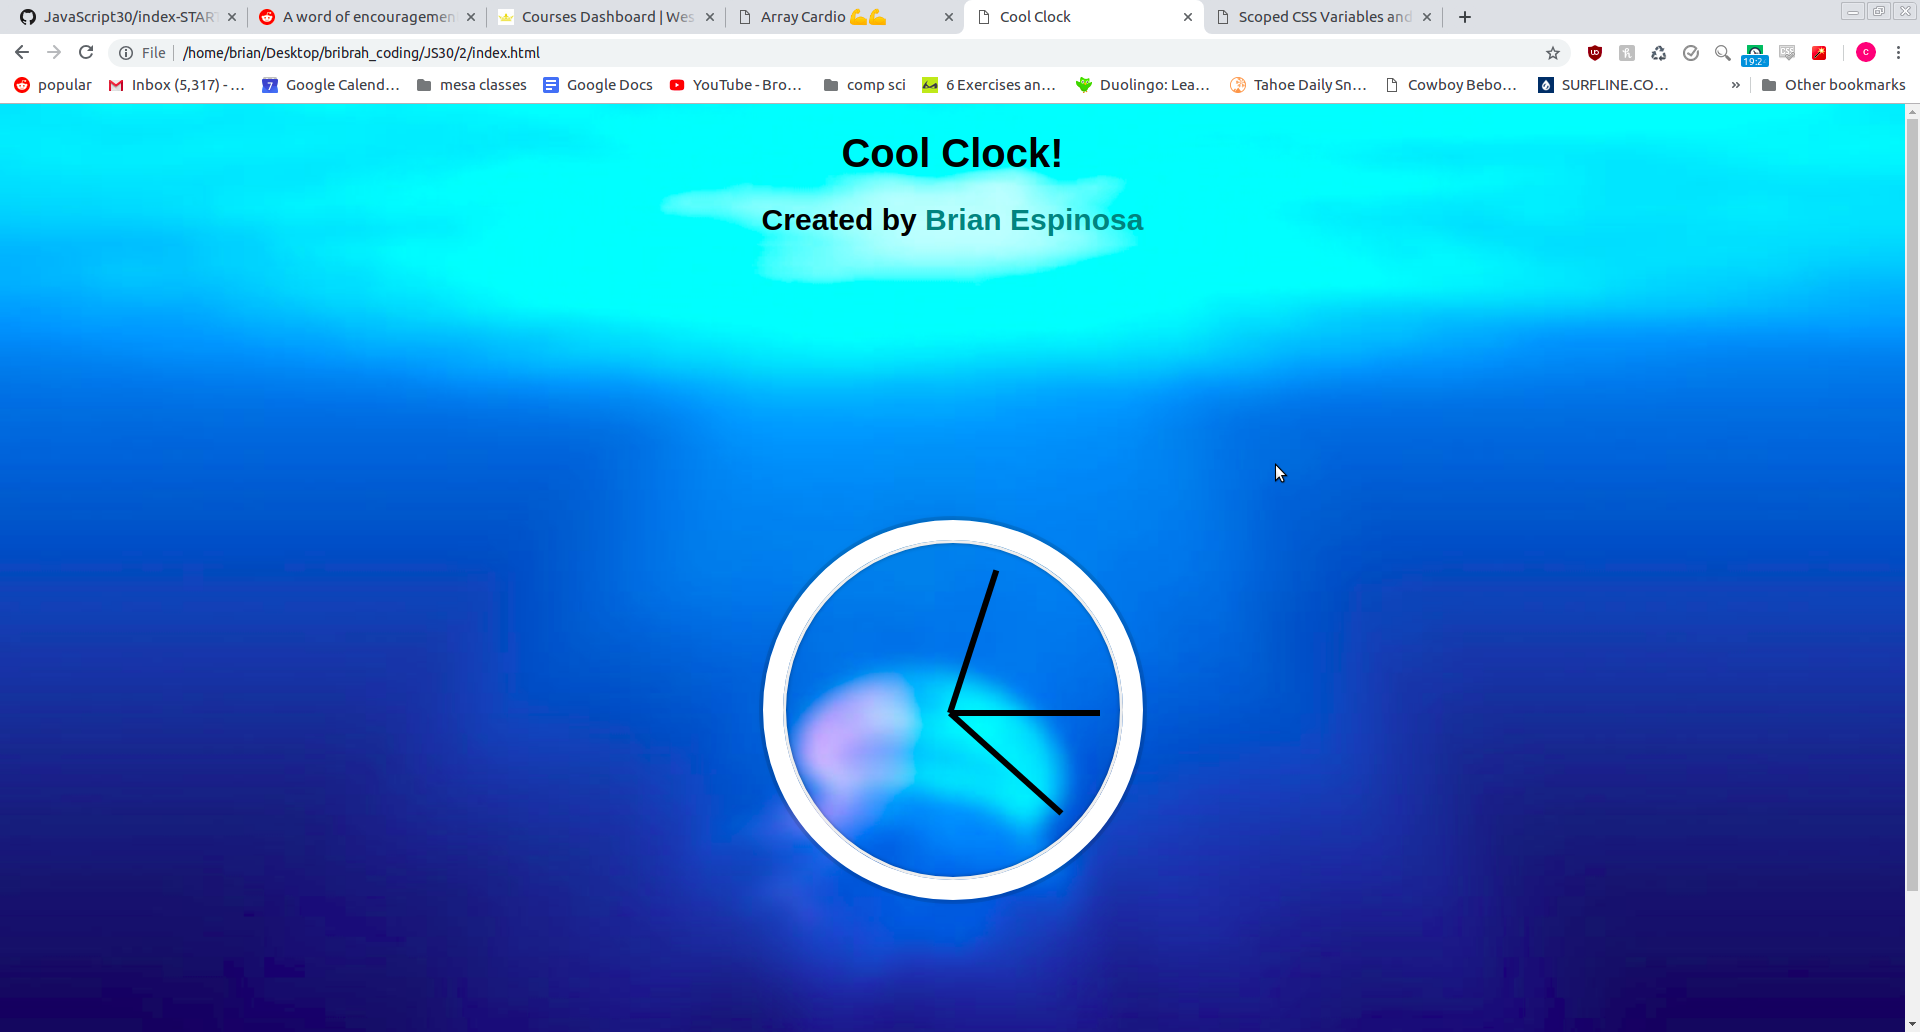 JavaScript30/index-START
A word of encouragemen
Courses Dashboard | Wes
Array Cardio 💪💪
Cool Clock
Scoped CSS Variables and
File
/home/brian/Desktop/bribrah_coding/JS30/2/index.html
19:2
C
popular
Inbox (5,317) - ...
7
Google Calend...
mesa classes
Google Docs
YouTube - Bro...
comp sci
6 Exercises an...
Duolingo: Lea...
Tahoe Daily Sn...
Cowboy Bebo...
SURFLINE.CO...
»
Other bookmarks
Cool Clock!
Created by Brian Espinosa